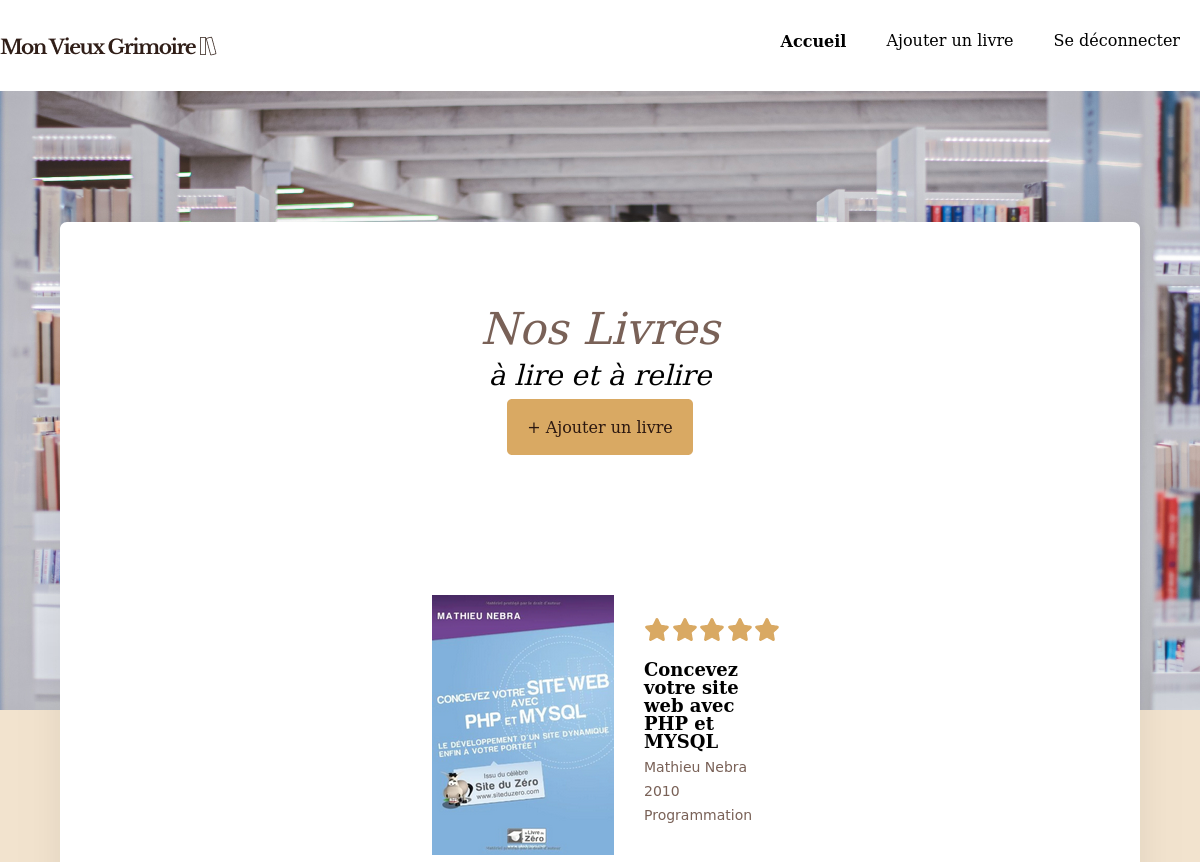 Mon Vieux Grimoire
Accueil
Ajouter un livre
Se déconnecter
Nos Livres
à lire et à relire
+ Ajouter un livre
MATHIEU NEBRA
CONCEVEZ VOTRE SITE WEB
AVEC
PHP ET MYSQL
LE DÉVELOPPEMENT D'UN SITE DYNAMIQUE
ENFIN À VOTRE PORTÉE !
Issu du célèbre
Site du Zéro
www.siteduzero.com
Zéro
Concevez
votre site
web avec
PHP et
MYSQL
Mathieu Nebra
2010
Programmation